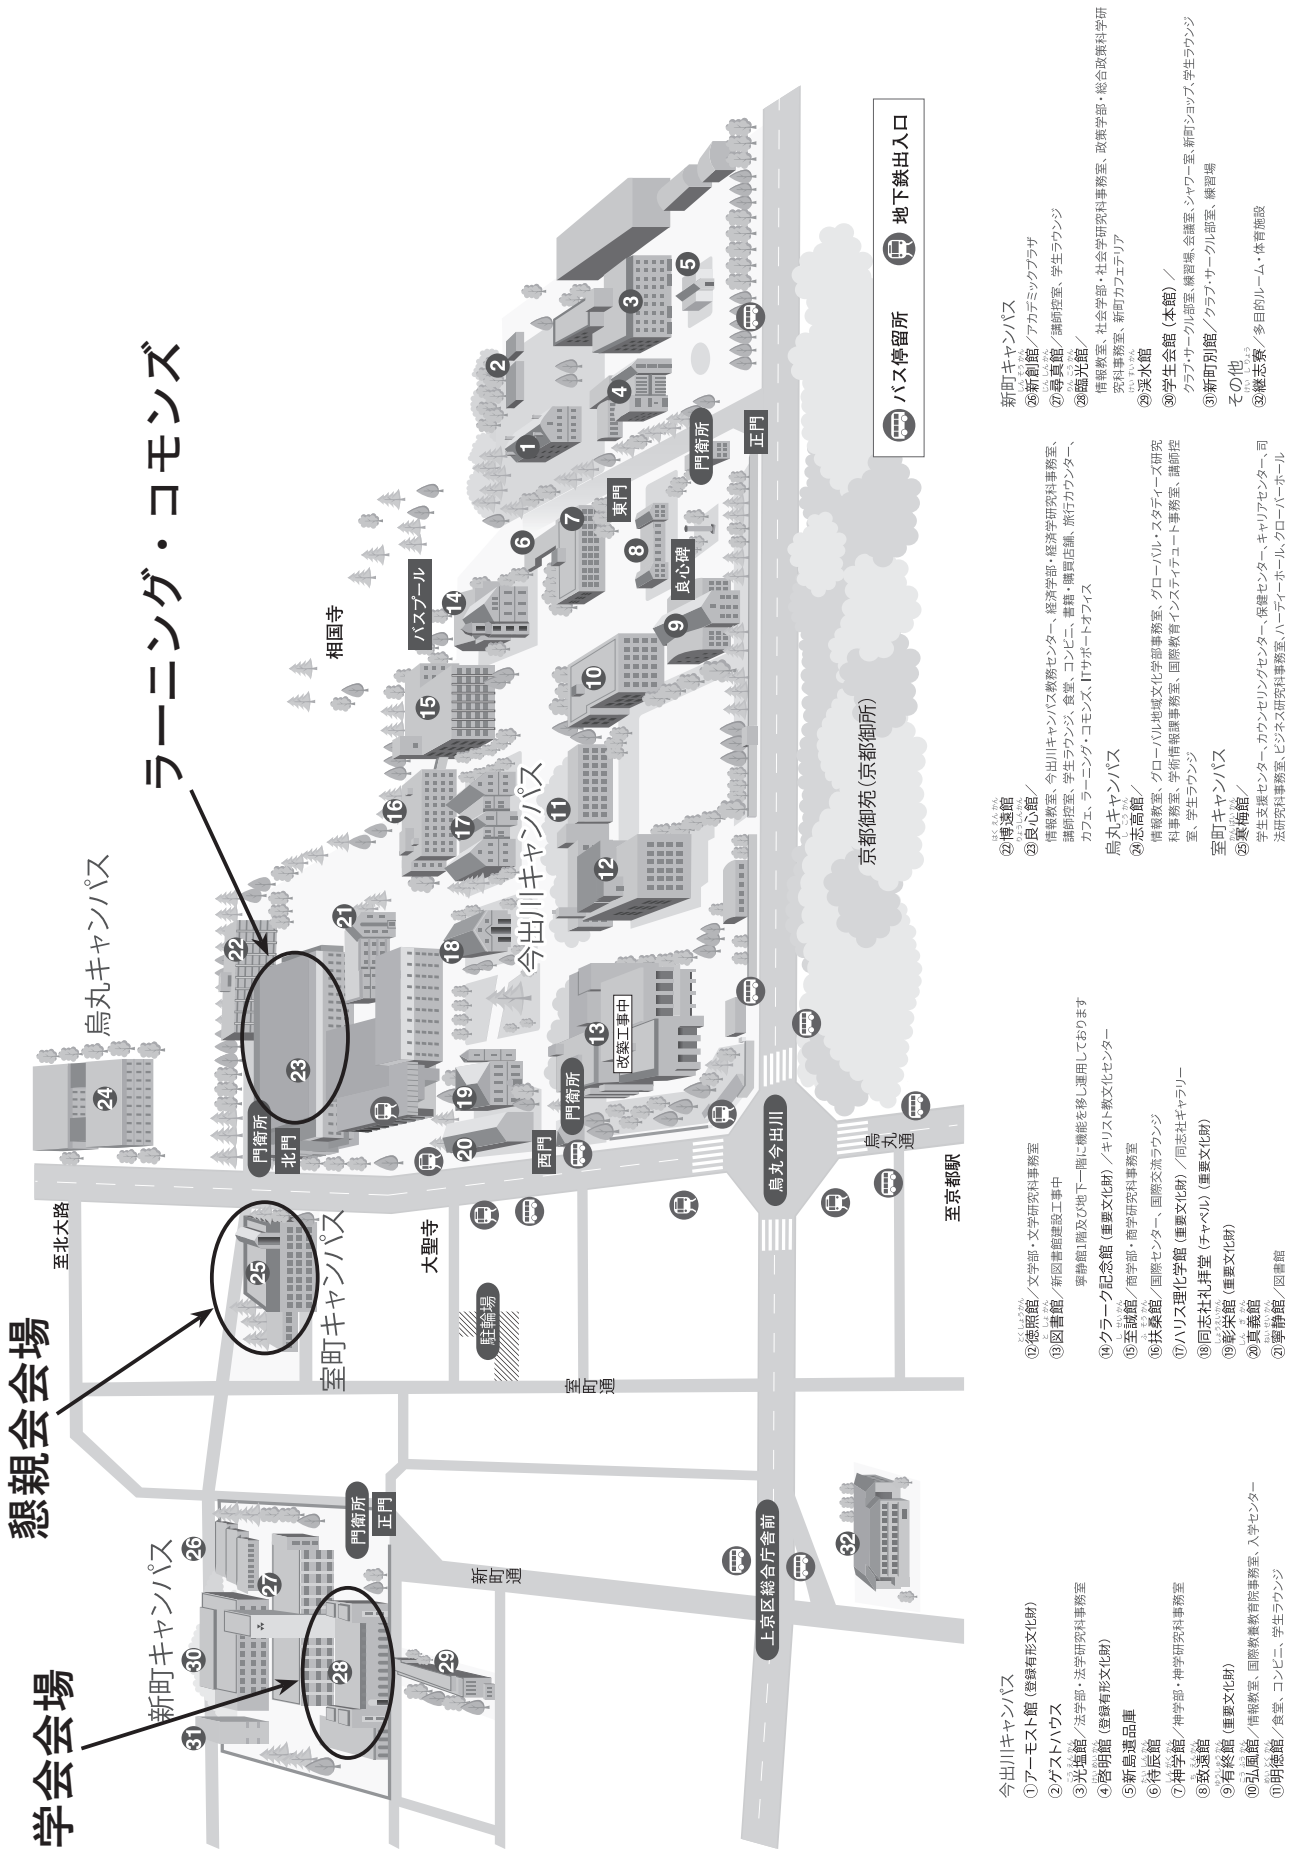 学会会場
懇親会会場
ラーニング・コモンズ
新町キャンパス
烏丸キャンパス
室町キャンパス
今出川キャンパス
至北大路
相国寺
大聖寺
至京都駅
京都御苑(京都御所)
門衛所
正門
門衛所
北門
門衛所
西門
門衛所
正門
東門
良心碑
バスプール
駐輪場
改築工事中
室町通
新町通
烏丸通
烏丸今出川
上京区総合庁舎前
バス停留所
地下鉄出入口
1
2
3
4
5
6
7
8
9
10
11
12
13
14
15
16
17
18
19
20
21
22
23
24
25
26
27
28
29
30
31
32
今出川キャンパス
①アーモスト館(登録有形文化財)
②ゲストハウス
③光塩館/法学部・法学研究科事務室
④啓明館(登録有形文化財)
⑤新島遺品庫
⑥待辰館
⑦神学館/神学部・神学研究科事務室
⑧致遠館
⑨有終館(重要文化財)
⑩弘風館/情報教室、国際教養教育院事務室、入学センター
⑪明徳館/食堂、コンビニ、学生ラウンジ
⑫徳照館/文学部・文学研究科事務室
⑬図書館/新図書館建設工事中
寧静館1階及び地下一階に機能を移し運用しております
⑭クラーク記念館(重要文化財)/キリスト教文化センター
⑮至誠館/商学部・商学研究科事務室
⑯扶桑館/国際センター、国際交流ラウンジ
⑰ハリス理化学館(重要文化財)/同志社ギャラリー
⑱同志社礼拝堂(チャペル)(重要文化財)
⑲彰栄館(重要文化財)
⑳真義館
㉑寧静館/図書館
㉒博遠館
㉓良心館/
情報教室、今出川キャンパス教務センター、経済学部・経済学研究科事務室、
講師控室、学生ラウンジ、食堂、コンビニ、書籍・購買店舗、旅行カウンター、
カフェ、ラーニング・コモンズ、ITサポートオフィス
烏丸キャンパス
㉔志高館/
情報教室、グローバル地域文化学部事務室、グローバル・スタディーズ研究
科事務室、学術情報課事務室、国際教育インスティテュート事務室、講師控
室、学生ラウンジ
室町キャンパス
㉕寒梅館/
学生支援センター、カウンセリングセンター、保健センター、キャリアセンター、司
法研究科事務室、ビジネス研究科事務室、ハーディーホール、クローバーホール
新町キャンパス
㉖新創館/アカデミックプラザ
㉗尋真館/講師控室、学生ラウンジ
㉘臨光館/
情報教室、社会学部・社会学研究科事務室、政策学部・総合政策科学研
究科事務室、新町カフェテリア
㉙渓水館
㉚学生会館(本館)/
クラブ・サークル部室、練習場、会議室、シャワー室、新町ショップ、学生ラウンジ
㉛新町別館/クラブ・サークル部室、練習場
その他
㉜継志寮/多目的ルーム・体育施設